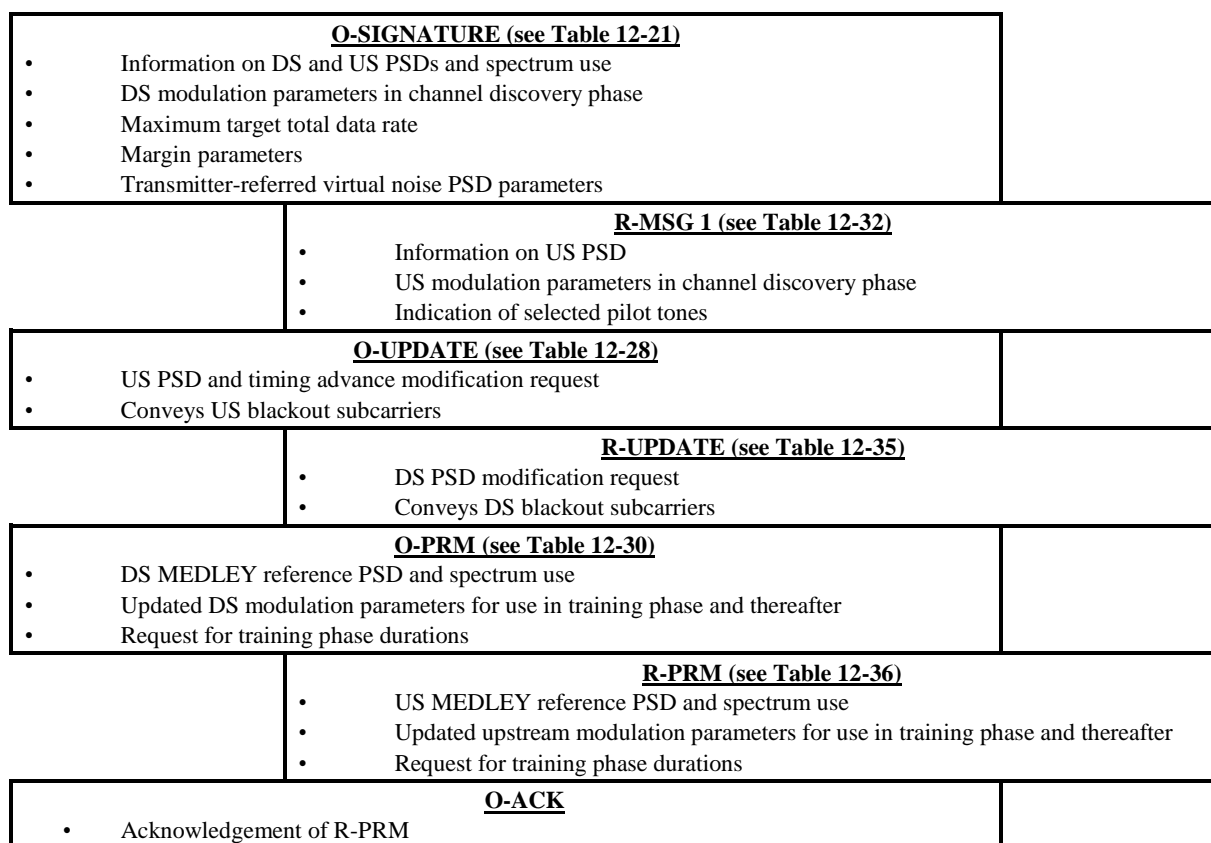 O-SIGNATURE (see Table 12-21)
• Information on DS and US PSDs and spectrum use
• DS modulation parameters in channel discovery phase
• Maximum target total data rate
• Margin parameters
• Transmitter-referred virtual noise PSD parameters
R-MSG 1 (see Table 12-32)
• Information on US PSD
• US modulation parameters in channel discovery phase
• Indication of selected pilot tones
O-UPDATE (see Table 12-28)
• US PSD and timing advance modification request
• Conveys US blackout subcarriers
R-UPDATE (see Table 12-35)
• DS PSD modification request
• Conveys DS blackout subcarriers
O-PRM (see Table 12-30)
• DS MEDLEY reference PSD and spectrum use
• Updated DS modulation parameters for use in training phase and thereafter
• Request for training phase durations
R-PRM (see Table 12-36)
• US MEDLEY reference PSD and spectrum use
• Updated upstream modulation parameters for use in training phase and thereafter
• Request for training phase durations
O-ACK
• Acknowledgement of R-PRM